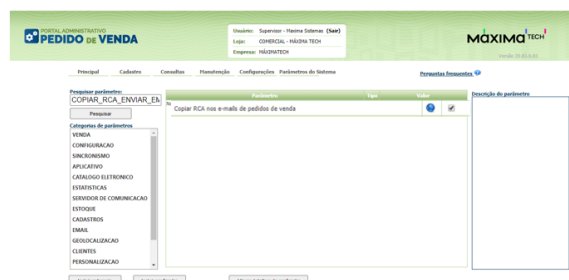 PORTAL ADMINISTRATIVO
PEDIDO DE VENDA
Usuário: Supervisor - Maxima Sistemas (Sair)
Loja: COMERCIAL - MÁXIMA TECH
Empresa: MÁXIMATECH
MÁXIMA TECH
Principal Cadastro Consultas Manutenção Configurações Parâmetros do Sistema
Perguntas frequentes
Pesquisar parâmetro:
COPIAR_RCA_ENVIAR_EM
Pesquisar
Parâmetro Tipo Valor
Copiar RCA nos e-mails de pedidos de venda
Descrição do parâmetro
Categorias de parâmetros
VENDA
CONFIGURACAO
SINCRONISMO
APLICATIVO
CATALOGO ELETRONICO
ESTATISTICAS
SERVIDOR DE COMUNICACAO
ESTOQUE
CADASTROS
EMAIL
GEOLOCALIZACAO
CLIENTES
PERSONALIZACAO